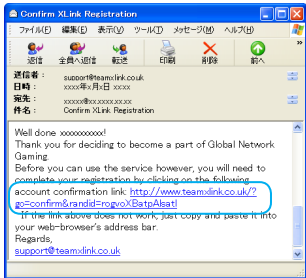 Confirm XLink Registration
ファイル(F) 編集(E) 表示(V) ツール(T) メッセージ(M) ヘルプ(H) »
返信 全員へ返信 転送 印刷 削除 前へ
送信者： support@teamxlink.co.uk
日時： xxxx年x月x日 xxxx
宛先： xxxxx@xx.xxx.xx.xx
件名： Confirm XLink Registration
Well done xxxxxxxxxxx!
Thank you for deciding to become a part of Global Network
Gaming.
Before you can use the service however, you will need to
complete your registration by clicking on the following
account confirmation link: http://www.teamxlink.co.uk/?
go=confirm&randid=rogvoXBatpAlsatl
If the link above does not work, just copy and paste it into
your web-browser's address bar.
Regards,
support@teamxlink.co.uk